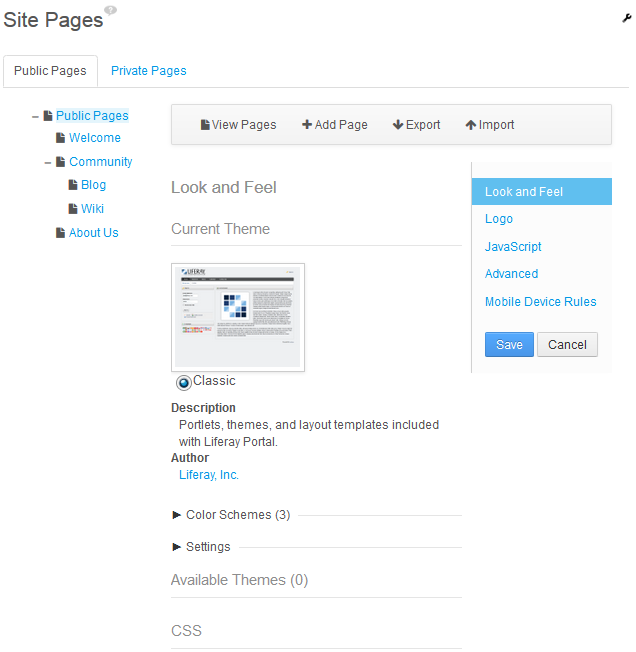 Site Pages
Public Pages
Private Pages
Public Pages
Welcome
Community
Blog
Wiki
About Us
View Pages
Add Page
Export
Import
Look and Feel
Current Theme
LIFERAY
Classic
Description
Portlets, themes, and layout templates included
with Liferay Portal.
Author
Liferay, Inc.
Color Schemes (3)
Settings
Available Themes (0)
CSS
Look and Feel
Logo
JavaScript
Advanced
Mobile Device Rules
Save
Cancel